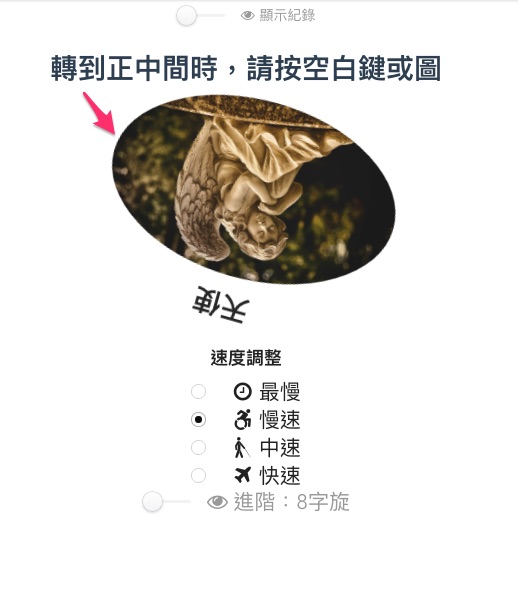 顯示紀錄
轉到正中間時，請按空白鍵或圖
天使
速度調整
最慢
慢速
中速
快速
進階：8字旋